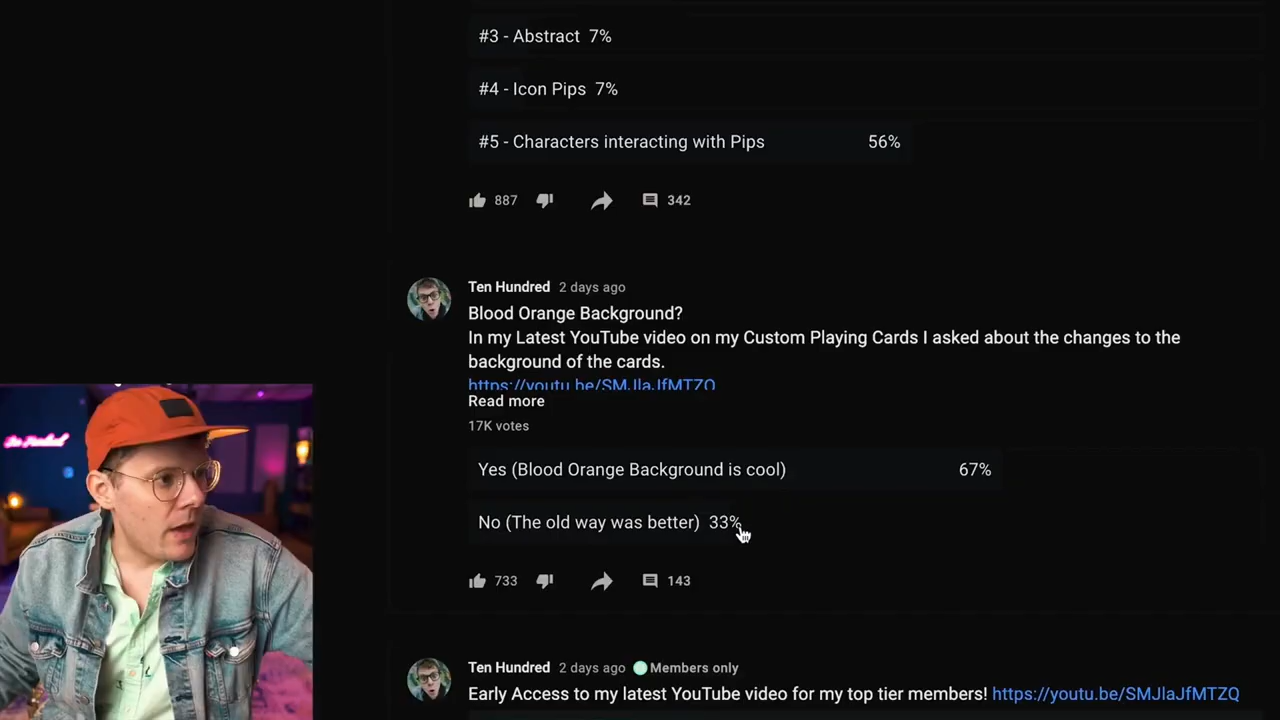 #3 - Abstract 7%
#4 - Icon Pips 7%
#5 - Characters interacting with Pips 56%
887 342
Ten Hundred 2 days ago
Blood Orange Background?
In my Latest YouTube video on my Custom Playing Cards I asked about the changes to the
background of the cards.
https://youtu.be/SMJlaJfMTZQ
Read more
17K votes
Yes (Blood Orange Background is cool) 67%
No (The old way was better) 33%
733 143
Ten Hundred 2 days ago Members only
Early Access to my latest YouTube video for my top tier members! https://youtu.be/SMJlaJfMTZQ